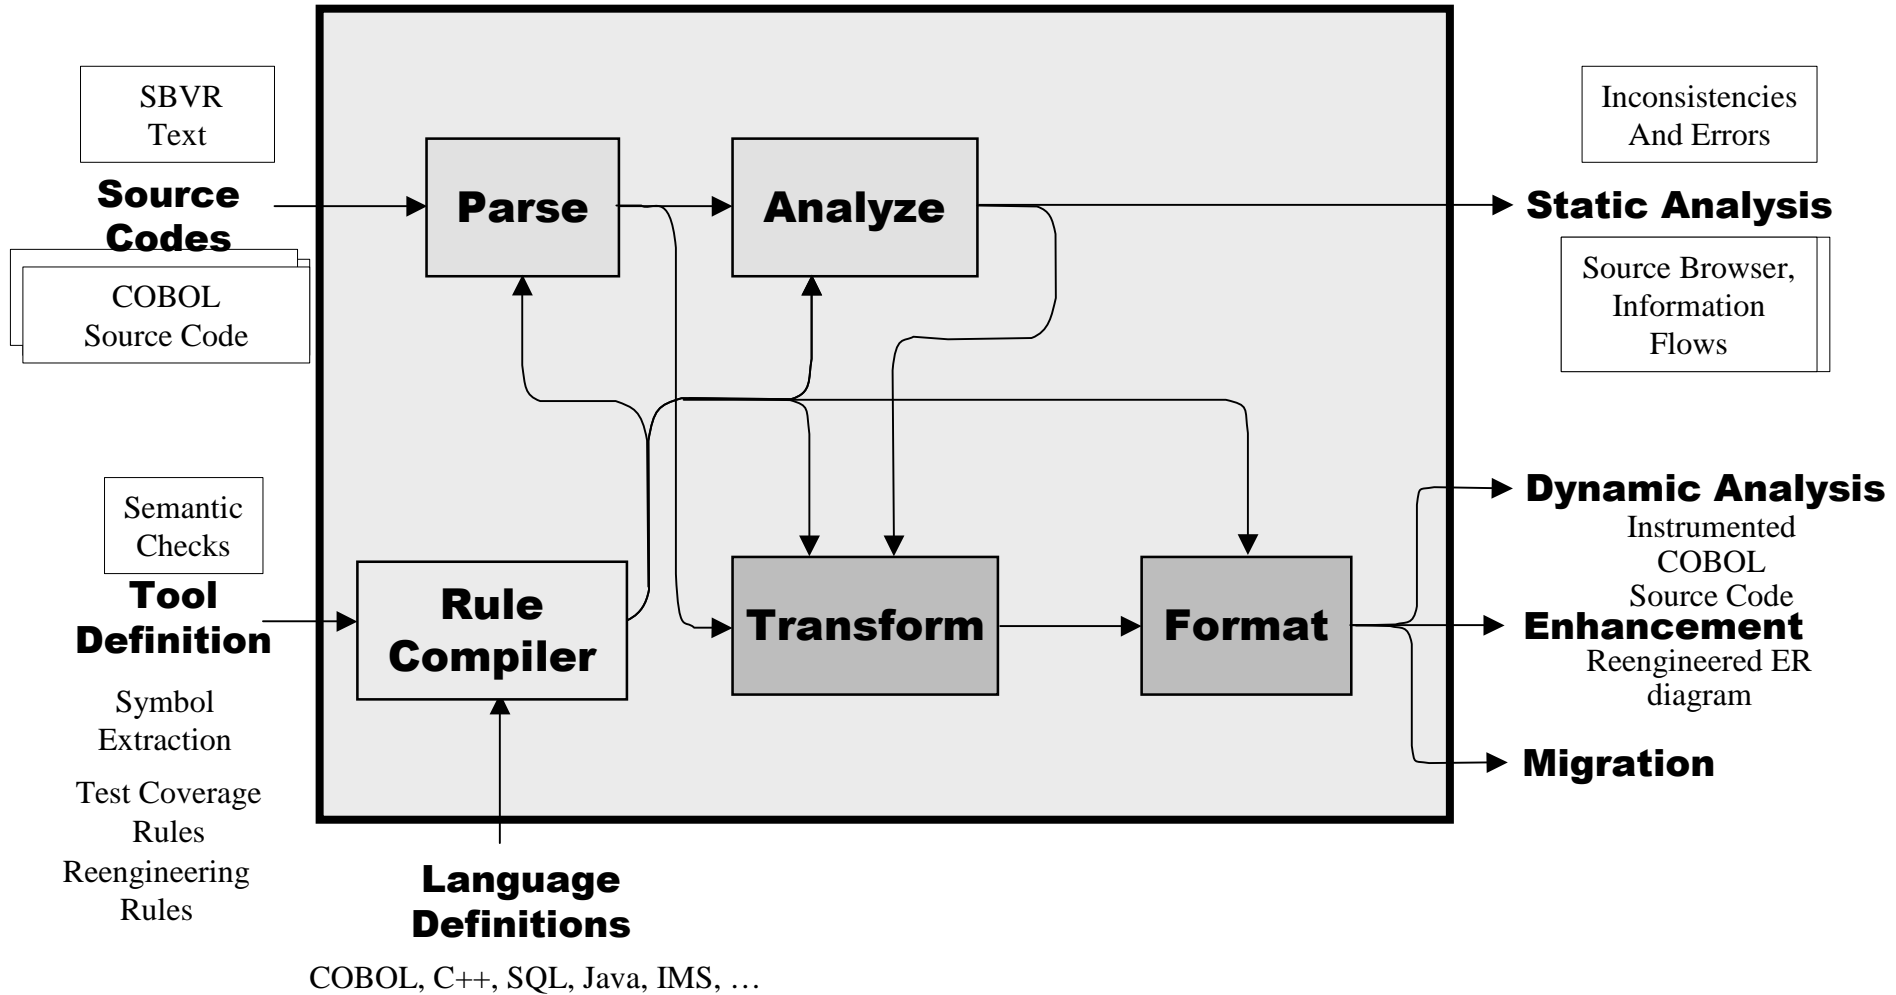 SBVR
Text
Source
Codes
COBOL
Source Code
Parse
Analyze
Inconsistencies
And Errors
Static Analysis
Source Browser,
Information
Flows
Semantic
Checks
Tool
Definition
Symbol
Extraction
Test Coverage
Rules
Reengineering
Rules
Rule
Compiler
Transform
Format
Dynamic Analysis
Instrumented
COBOL
Source Code
Enhancement
Reengineered ER
diagram
Migration
Language
Definitions
COBOL, C++, SQL, Java, IMS, …